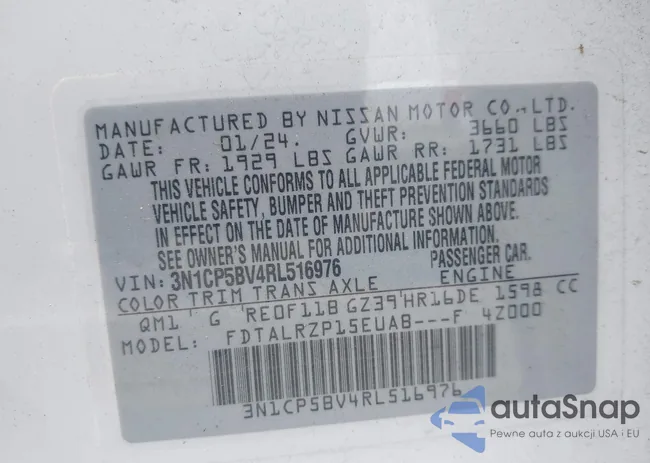 MANUFACTURED BY NISSAN MOTOR CO.,LTD.
DATE: 01/24. GVWR: 3660 LBS
GAWR FR: 1929 LBS GAWR RR: 1731 LBS
THIS VEHICLE CONFORMS TO ALL APPLICABLE FEDERAL MOTOR
VEHICLE SAFETY, BUMPER AND THEFT PREVENTION STANDARDS
IN EFFECT ON THE DATE OF MANUFACTURE SHOWN ABOVE.
SEE OWNER'S MANUAL FOR ADDITIONAL INFORMATION.
VIN: 3N1CP5BV4RL516976 PASSENGER CAR.
COLOR TRIM TRANS AXLE ENGINE
QM1 G RE0F11B GZ39 HR16DE 1598 CC
MODEL: FDTALRZP15EUAB---F 4Z000
3N1CP5BV4RL516976
autoSnap
Pewne auta z aukcji USA i EU